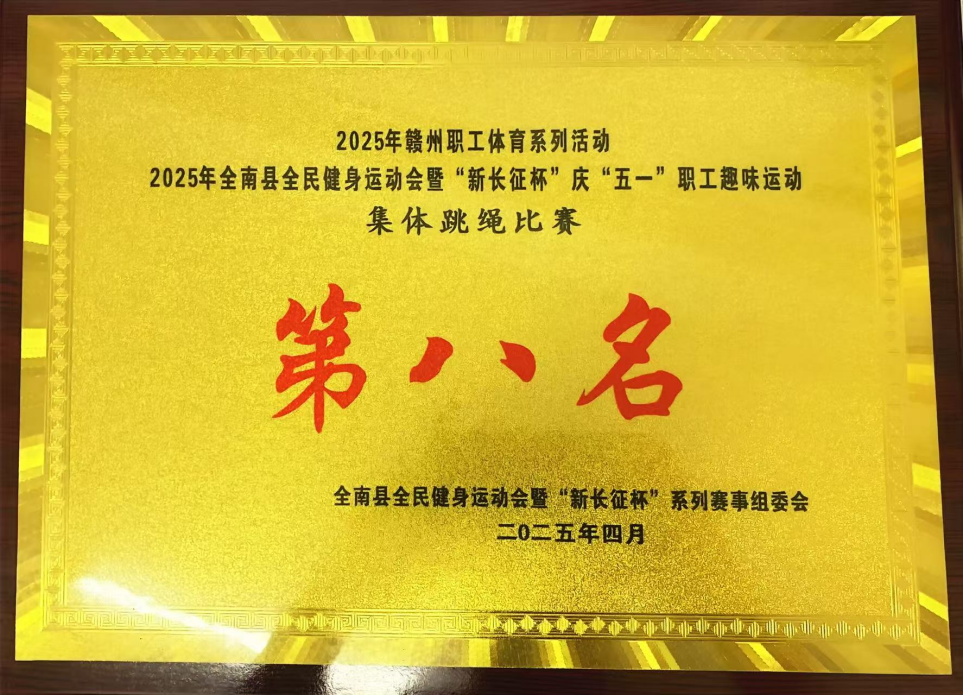 2025年赣州职工体育系列活动
2025年全南县全民健身运动会暨“新长征杯”庆“五一”职工趣味运动
集体跳绳比赛
第八名
全南县全民健身运动会暨“新长征杯”系列赛事组委会
二0二五年四月